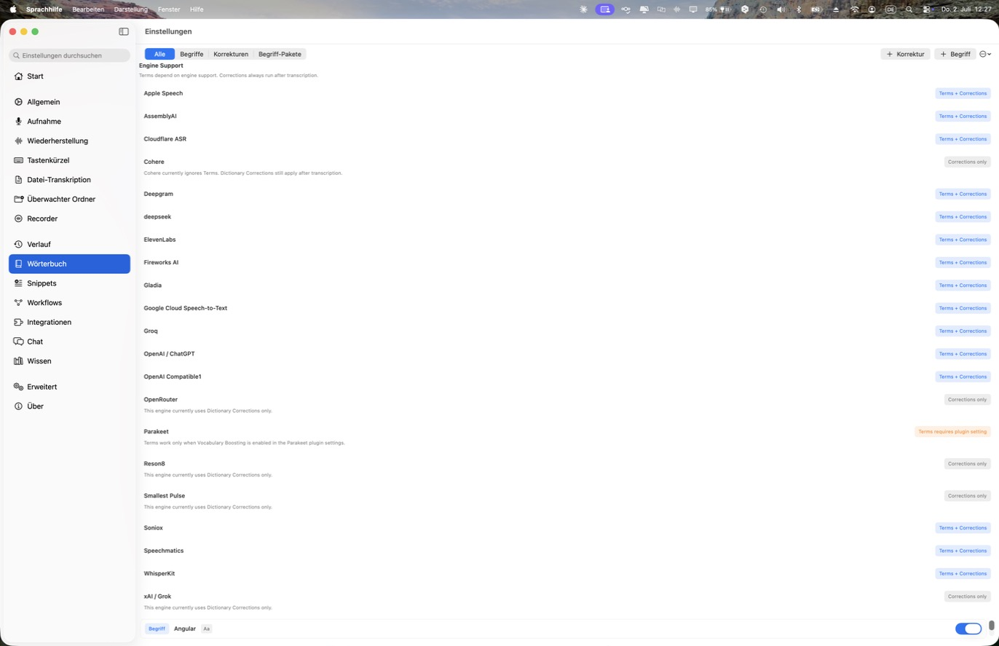 Sprachhilfe Bearbeiten Darstellung Fenster Hilfe 85% DE Do. 2. Juli 12:27
Einstellungen
Einstellungen durchsuchen
Start
Allgemein
Aufnahme
Wiederherstellung
Tastenkürzel
Datei-Transkription
Überwachter Ordner
Recorder
Verlauf
Wörterbuch
Snippets
Workflows
Integrationen
Chat
Wissen
Erweitert
Über
Alle Begriffe Korrekturen Begriff-Pakete + Korrektur + Begriff
Engine Support
Terms depend on engine support. Corrections always run after transcription.
Apple Speech Terms + Corrections
AssemblyAI Terms + Corrections
Cloudflare ASR Terms + Corrections
Cohere Corrections only
Cohere currently ignores Terms. Dictionary Corrections still apply after transcription.
Deepgram Terms + Corrections
deepseek Terms + Corrections
ElevenLabs Terms + Corrections
Fireworks AI Terms + Corrections
Gladia Terms + Corrections
Google Cloud Speech-to-Text Terms + Corrections
Groq Terms + Corrections
OpenAI / ChatGPT Terms + Corrections
OpenAI Compatible1 Terms + Corrections
OpenRouter Corrections only
This engine currently uses Dictionary Corrections only.
Parakeet Terms requires plugin setting
Terms work only when Vocabulary Boosting is enabled in the Parakeet plugin settings.
Reson8 Corrections only
This engine currently uses Dictionary Corrections only.
Smallest Pulse Corrections only
This engine currently uses Dictionary Corrections only.
Soniox Terms + Corrections
Speechmatics Terms + Corrections
WhisperKit Terms + Corrections
xAI / Grok Corrections only
This engine currently uses Dictionary Corrections only.
Begriff Angular Aa